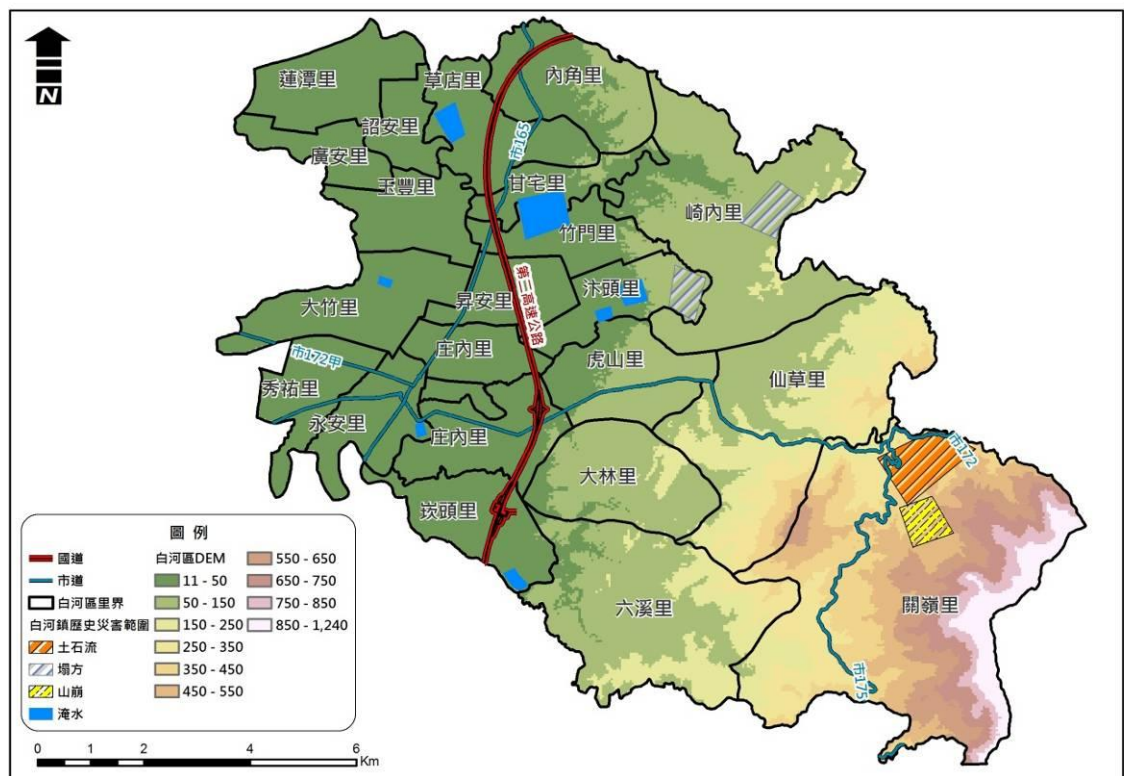 N
蓮潭里
草店里
內角里
詔安里
市165
廣安里
玉豐里
甘宅里
崎內里
竹門里
第三高速公路
汴頭里
大竹里
昇安里
市172甲
庄內里
虎山里
仙草里
秀祐里
永安里
庄內里
市172
大林里
崁頭里
六溪里
關嶺里
市175
圖例
國道
市道
白河區里界
白河鎮歷史災害範圍
土石流
塌方
山崩
淹水
白河區DEM
11 - 50
50 - 150
150 - 250
250 - 350
350 - 450
450 - 550
550 - 650
650 - 750
750 - 850
850 - 1,240
0 1 2 4 6
Km